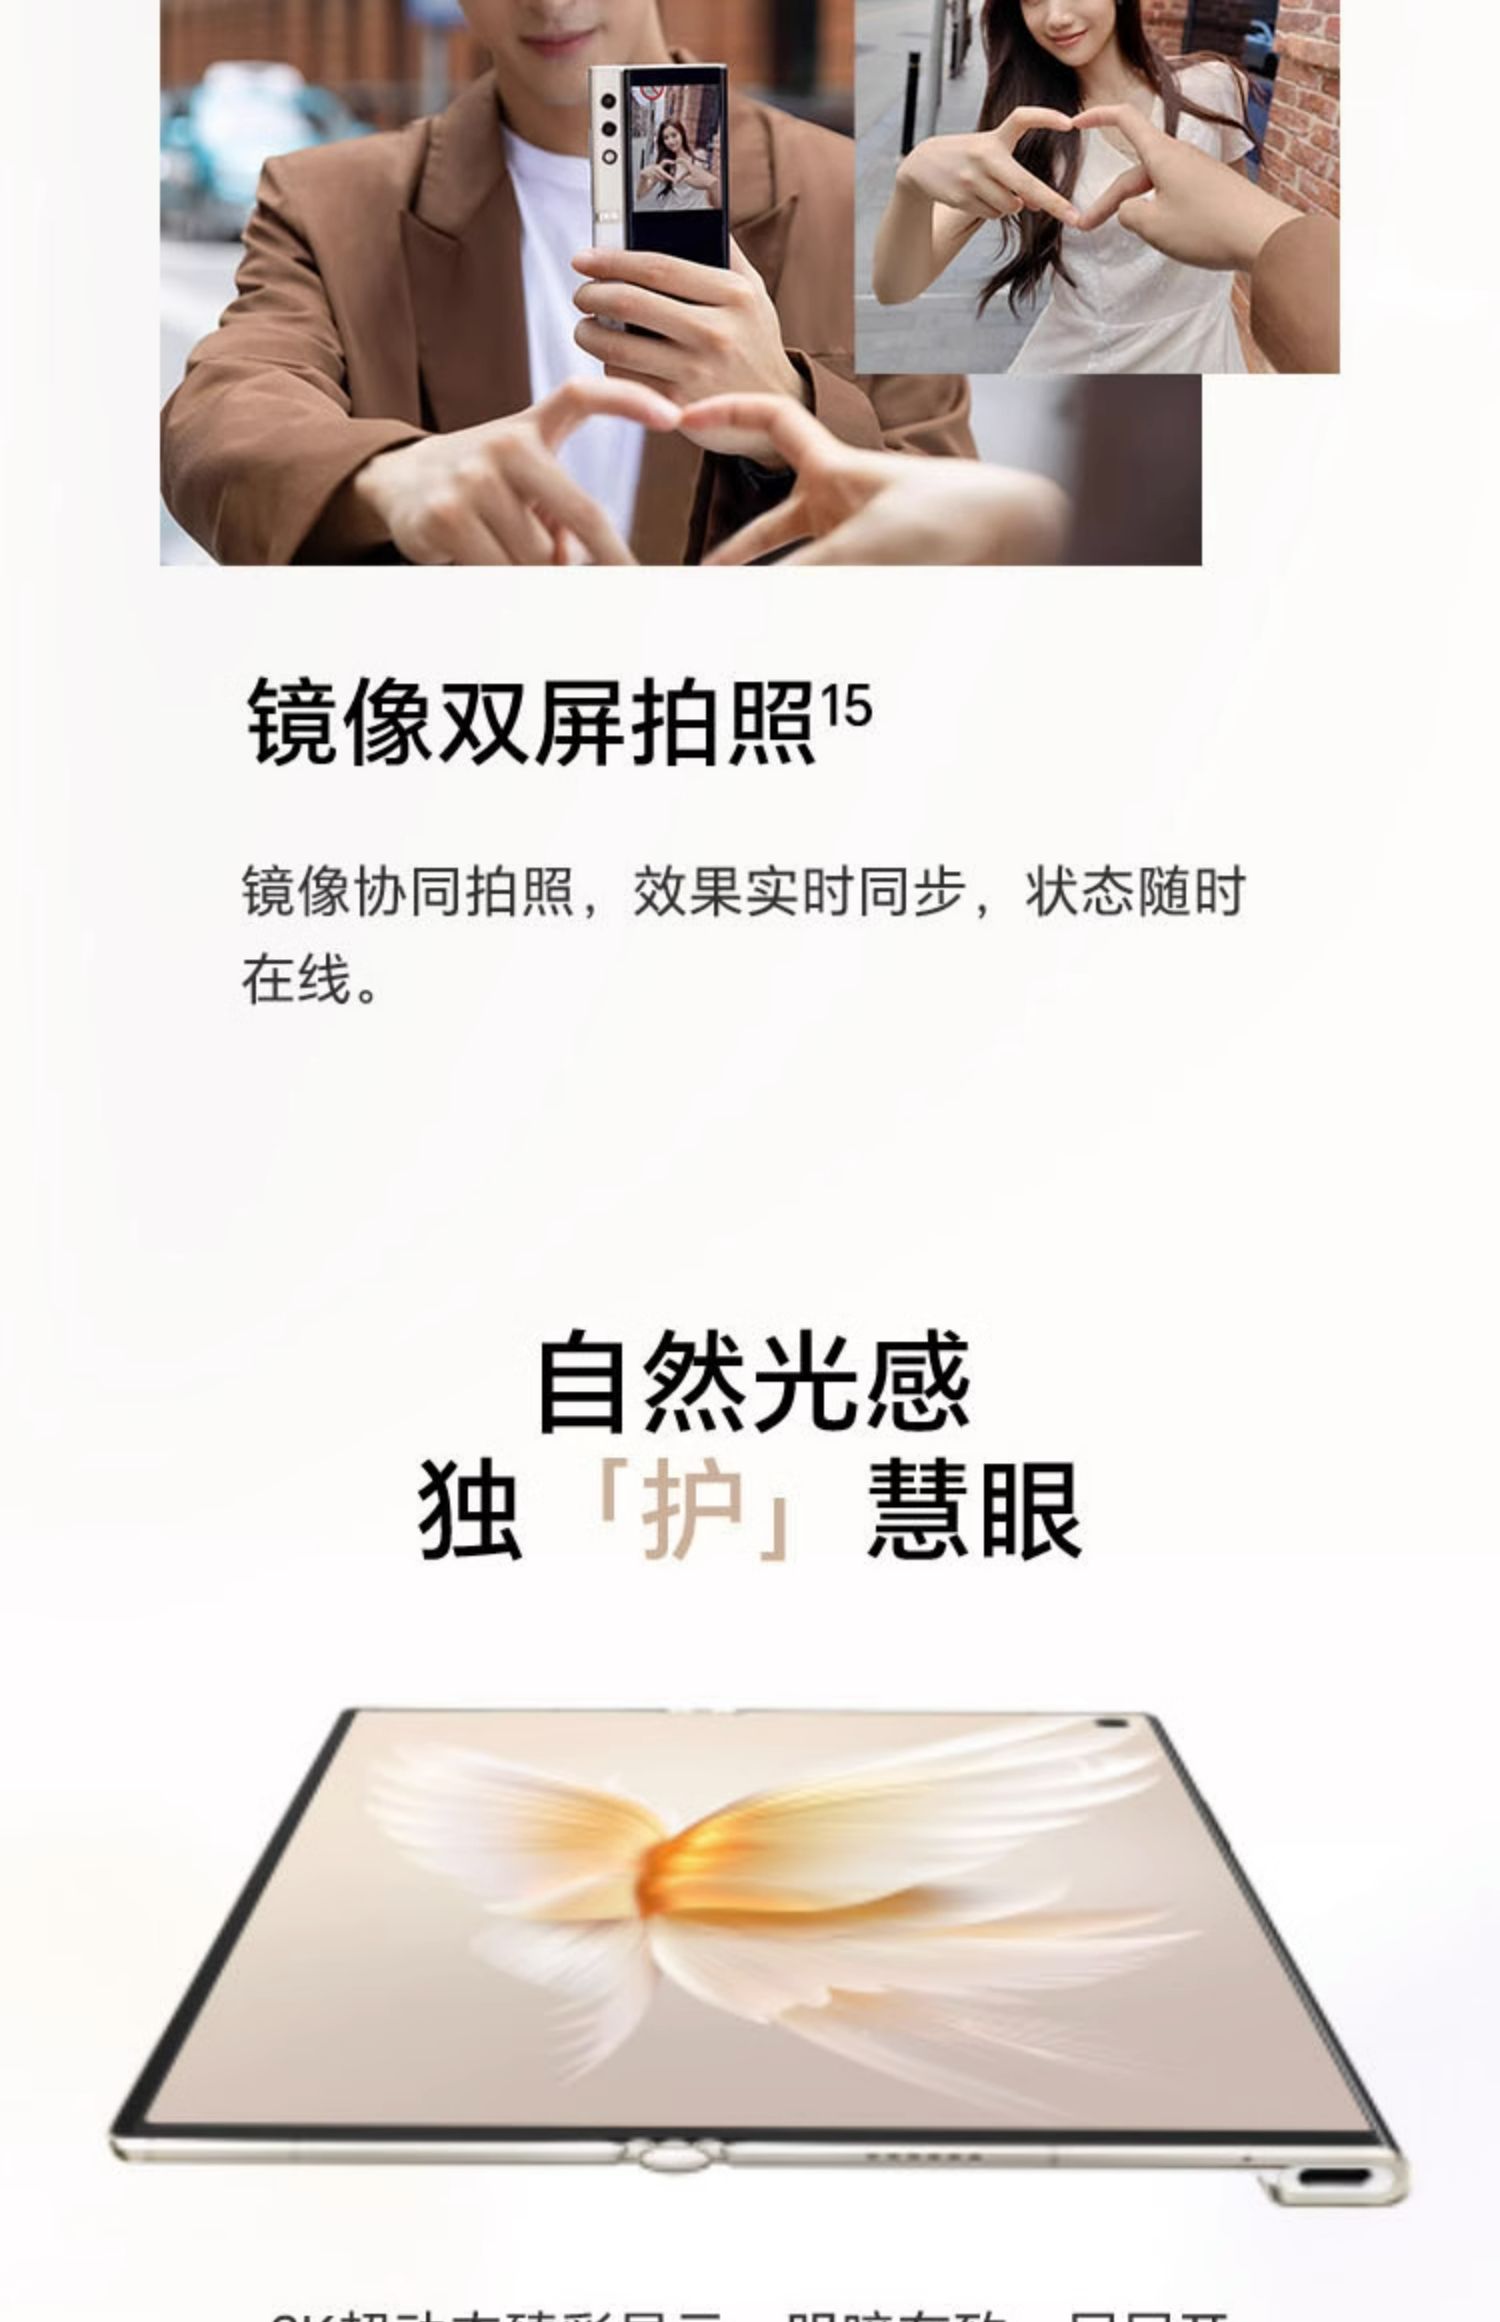 镜像双屏拍照15
镜像协同拍照，效果实时同步，状态随时
在线。
自然光感
独「护」慧眼